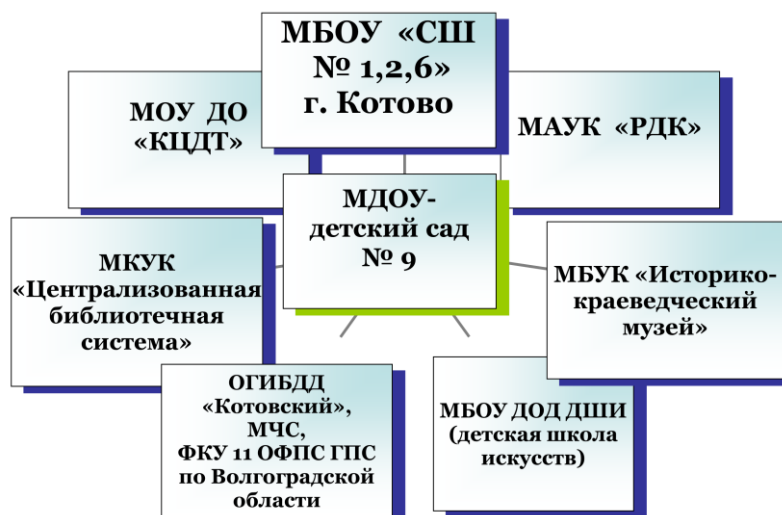 МБОУ «СШ
№ 1,2,6»
г. Котово
МОУ ДО
«КЦДТ»
МАУК «РДК»
МДОУ-
детский сад
№ 9
МКУК
«Централизованная
библиотечная
система»
МБУК «Историко-
краеведческий
музей»
ОГИБДД
«Котовский»,
МЧС,
ФКУ 11 ОФПС ГПС
по Волгоградской
области
МБОУ ДОД ДШИ
(детская школа
искусств)